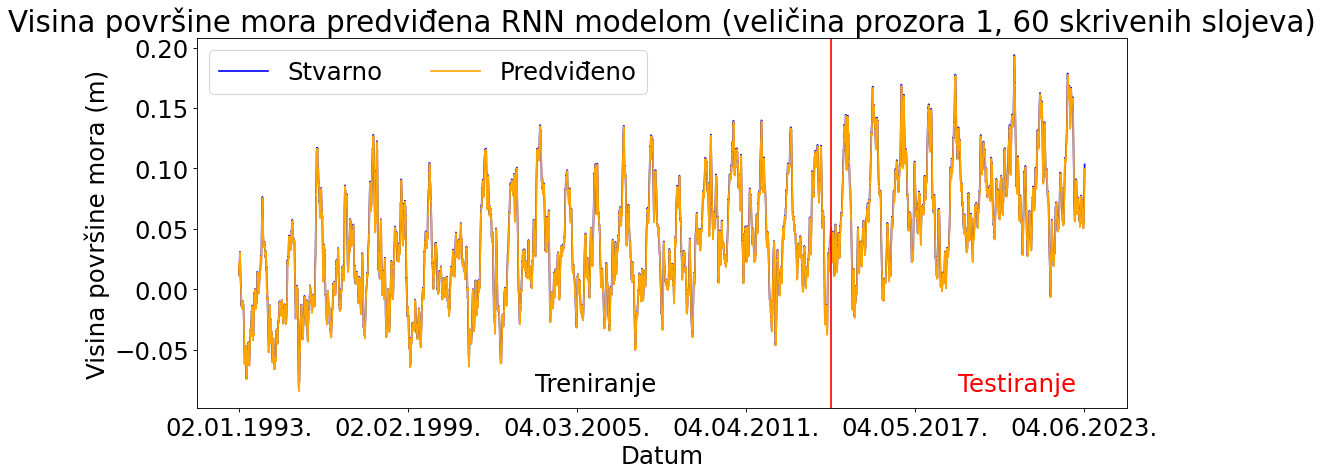 Visina površine mora predviđena RNN modelom (veličina prozora 1, 60 skrivenih slojeva)
Stvarno
Predviđeno
Visina površine mora (m)
0.20
0.15
0.10
0.05
0.00
−0.05
Treniranje
Testiranje
02.01.1993.
02.02.1999.
04.03.2005.
04.04.2011.
04.05.2017.
04.06.2023.
Datum